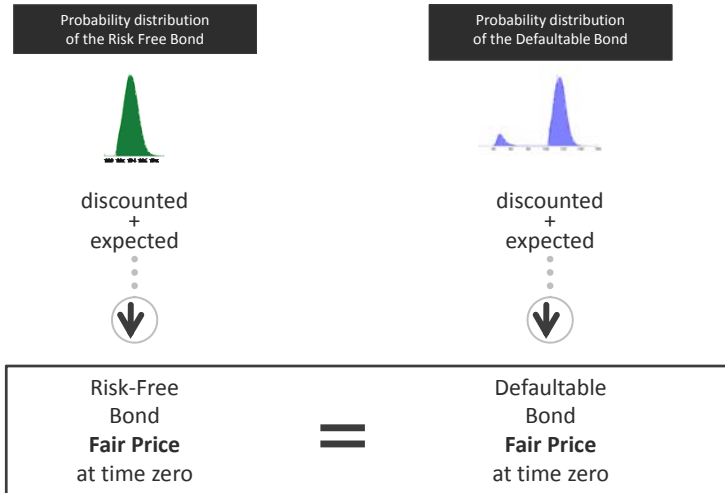 Probability distribution
of the Risk Free Bond
Probability distribution
of the Defaultable Bond
discounted
+
expected
discounted
+
expected
Risk-Free
Bond
Fair Price
at time zero
=
Defaultable
Bond
Fair Price
at time zero